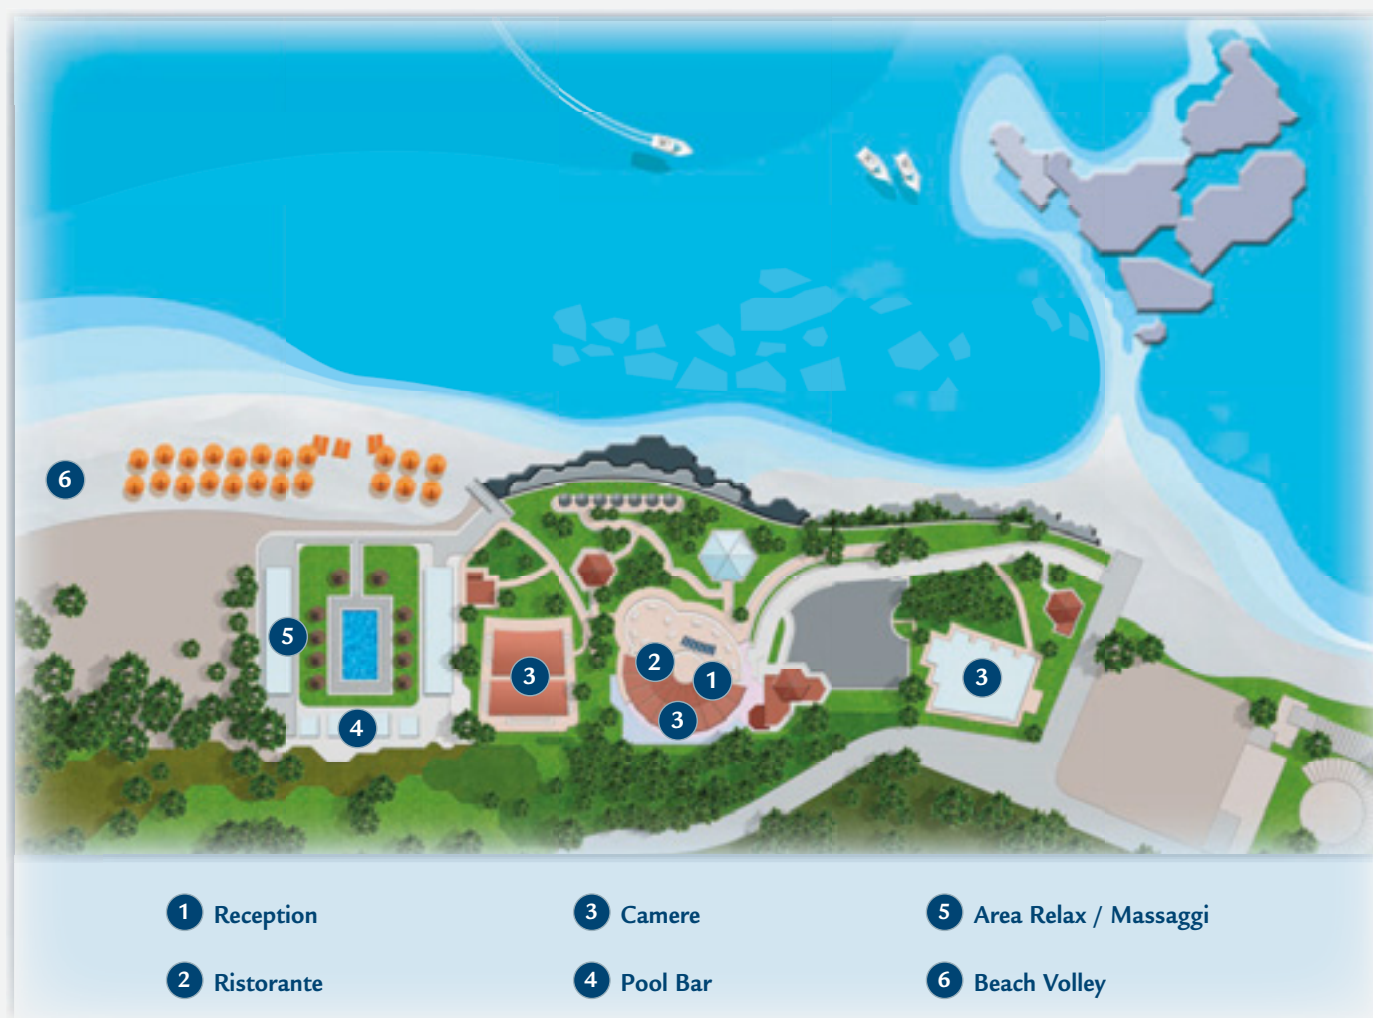 6
5
3
2
1
3
4
3
1 Reception
3 Camere
5 Area Relax / Massaggi
2 Ristorante
4 Pool Bar
6 Beach Volley